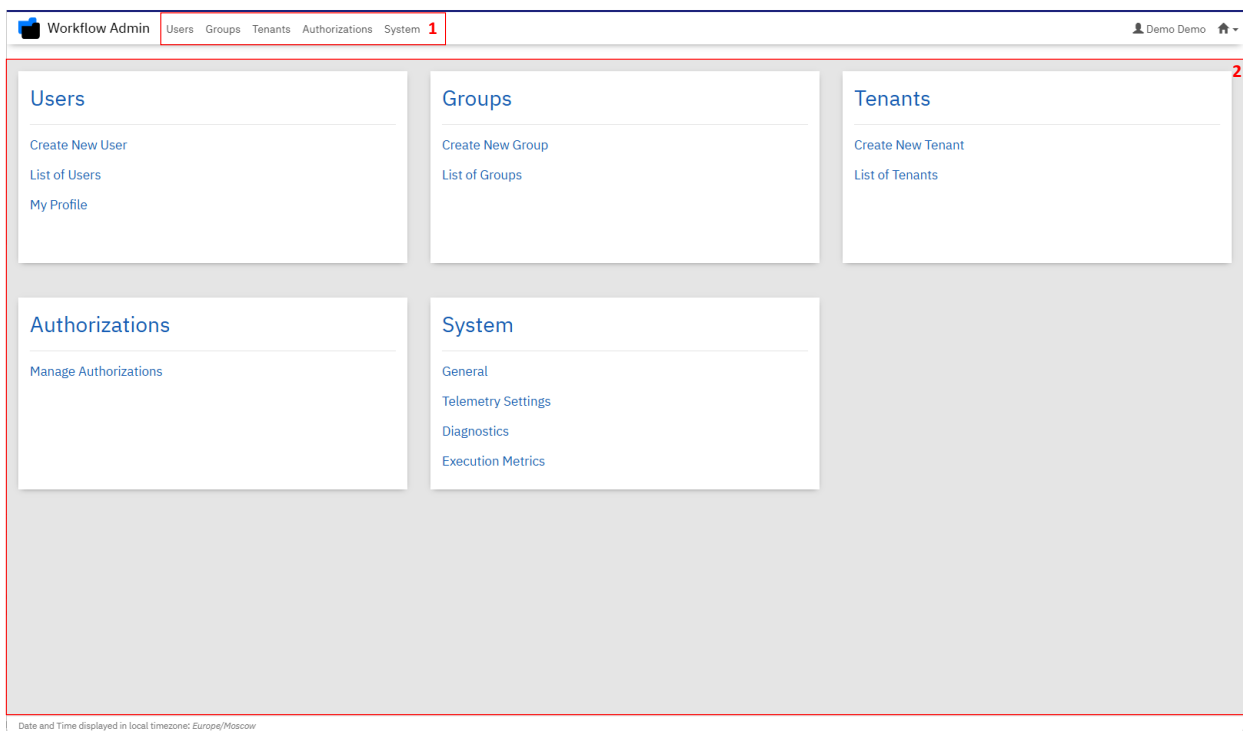 Workflow Admin Users Groups Tenants Authorizations System 1 Demo Demo
2
Users
Create New User
List of Users
My Profile
Groups
Create New Group
List of Groups
Tenants
Create New Tenant
List of Tenants
Authorizations
Manage Authorizations
System
General
Telemetry Settings
Diagnostics
Execution Metrics
Date and Time displayed in local timezone: Europe/Moscow